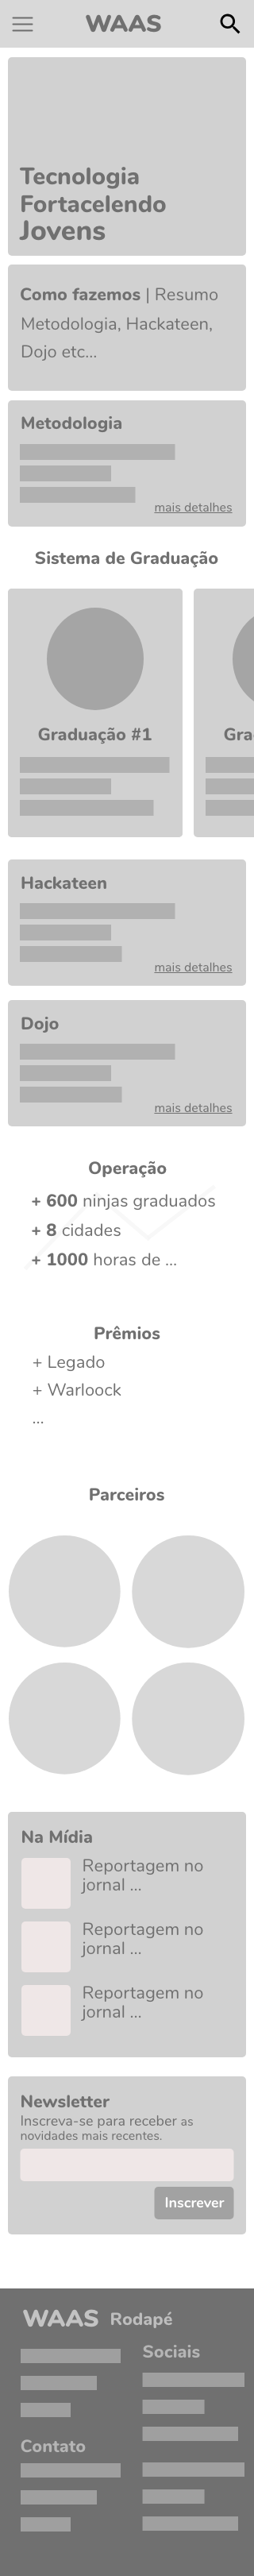 WAAS
Tecnologia
Fortacelendo
Jovens
Como fazemos | Resumo
Metodologia, Hackateen,
Dojo etc...
Metodologia
mais detalhes
Sistema de Graduação
Graduação #1
Gra
Hackateen
mais detalhes
Dojo
mais detalhes
Operação
+ 600 ninjas graduados
+ 8 cidades
+ 1000 horas de ...
Prêmios
+ Legado
+ Warloock
...
Parceiros
Na Mídia
Reportagem no
jornal ...
Reportagem no
jornal ...
Reportagem no
jornal ...
Newsletter
Inscreva-se para receber as
novidades mais recentes.
Inscrever
WAAS Rodapé
Sociais
Contato